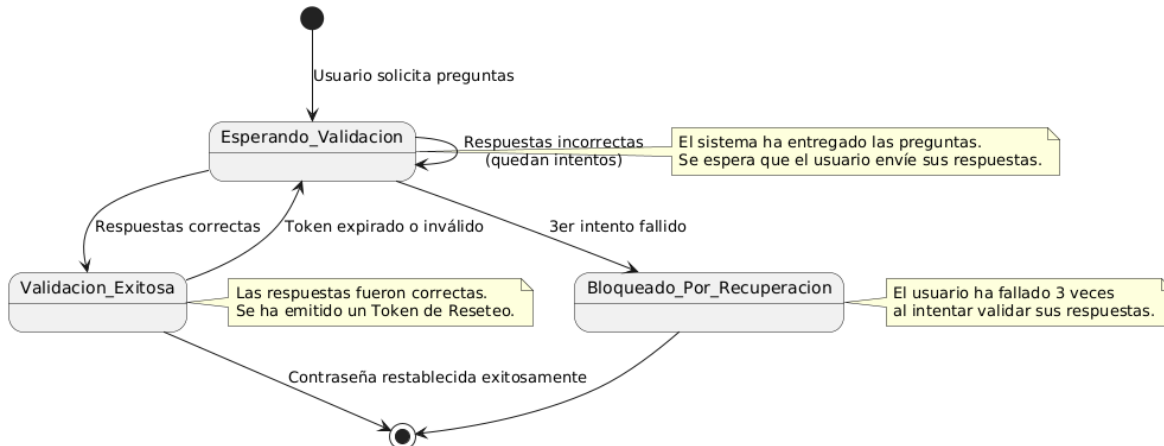 Usuario solicita preguntas
Esperando_Validacion
Respuestas incorrectas
(quedan intentos)
El sistema ha entregado las preguntas.
Se espera que el usuario envíe sus respuestas.
Respuestas correctas
Token expirado o inválido
3er intento fallido
Validacion_Exitosa
Las respuestas fueron correctas.
Se ha emitido un Token de Reseteo.
Bloqueado_Por_Recuperacion
El usuario ha fallado 3 veces
al intentar validar sus respuestas.
Contraseña restablecida exitosamente